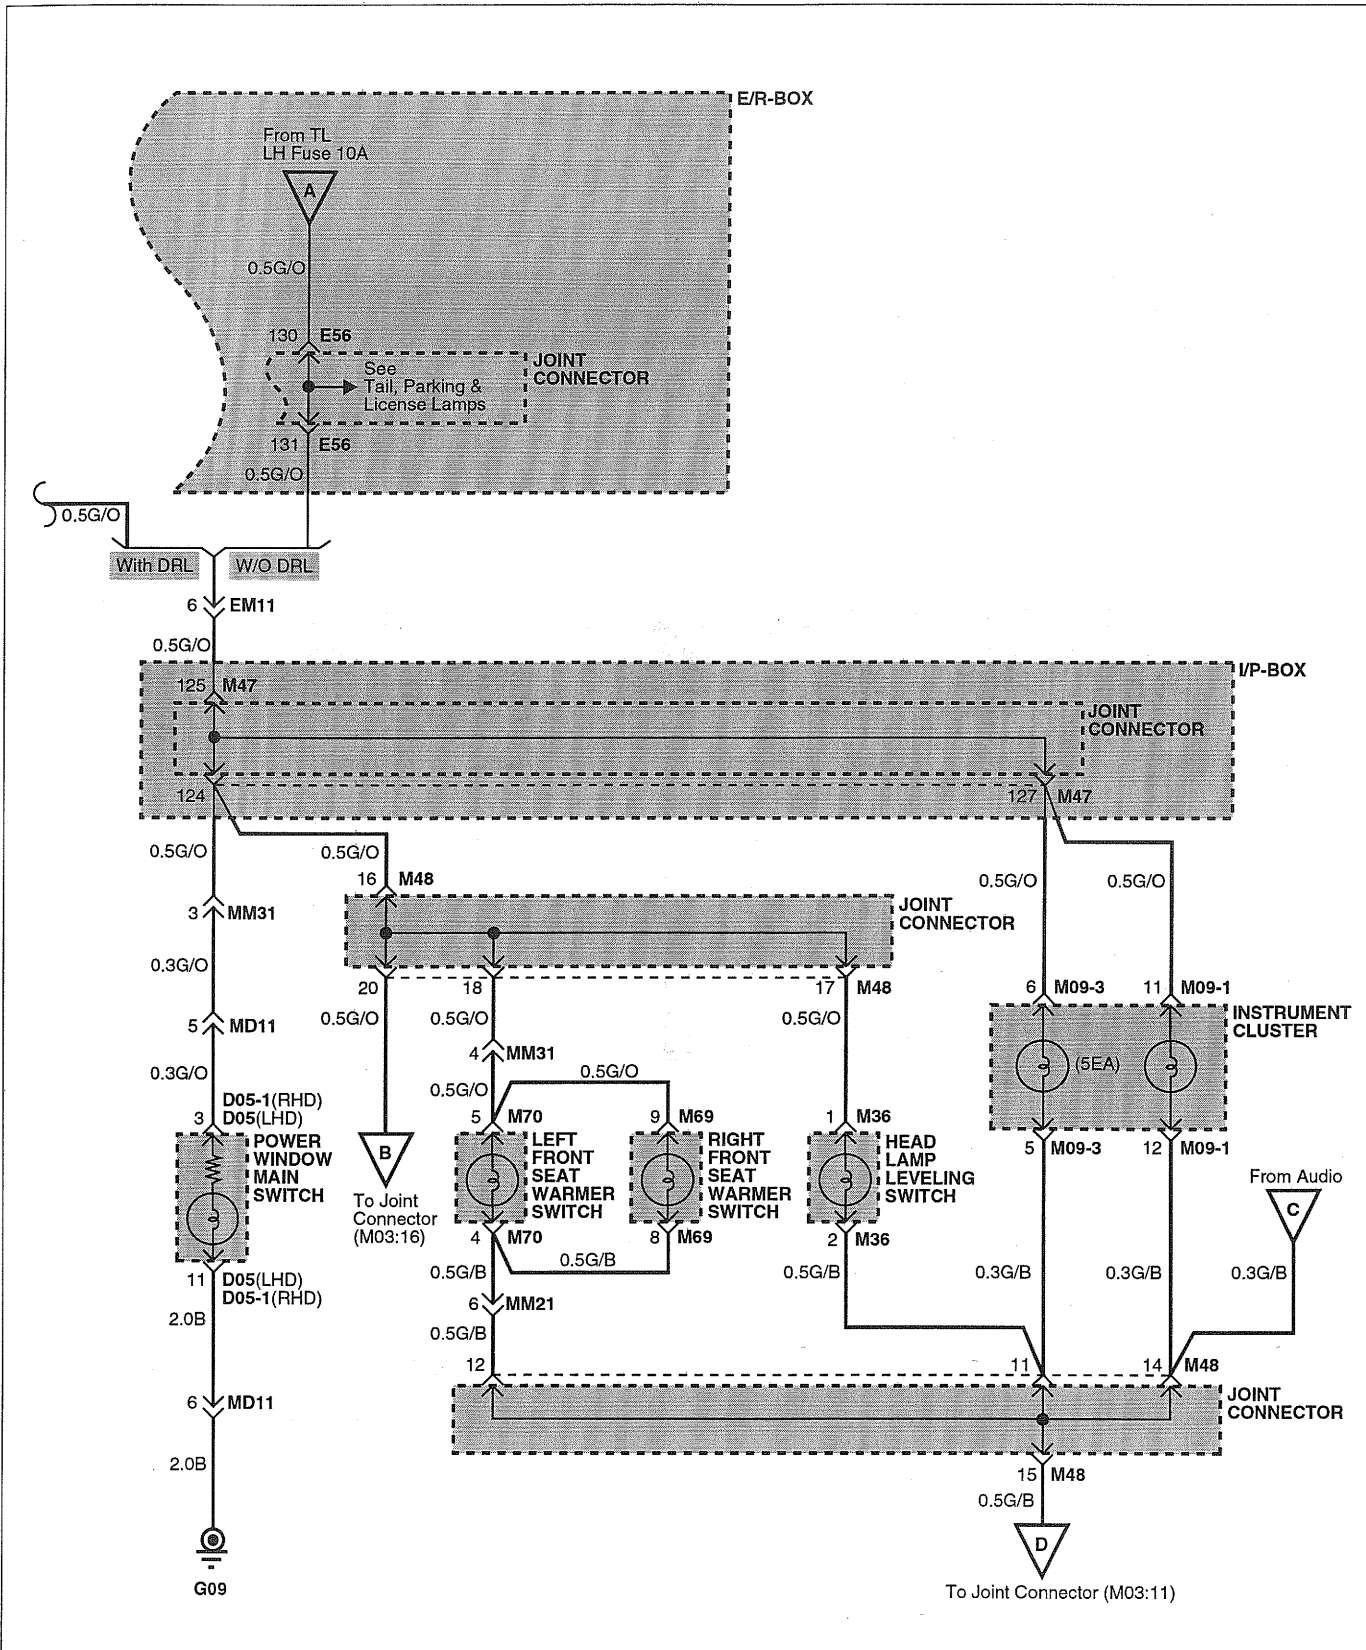 E/R-BOX
From TL
LH Fuse 10A
A
0.5G/O
130 E56
JOINT
CONNECTOR
See
Tail, Parking &
License Lamps
131 E56
0.5G/O
0.5G/O
With DRL
W/O DRL
6 EM11
0.5G/O
I/P-BOX
125 M47
JOINT
CONNECTOR
124
127 M47
0.5G/O
0.5G/O
0.5G/O
0.5G/O
16 M48
JOINT
CONNECTOR
3 MM31
0.3G/O
20
18
17 M48
6 M09-3
11 M09-1
0.5G/O
0.5G/O
0.5G/O
INSTRUMENT
CLUSTER
5 MD11
4 MM31
(5EA)
0.3G/O
0.5G/O
0.5G/O
D05-1(RHD)
3 D05(LHD)
5 M70
9 M69
1 M36
POWER
WINDOW
MAIN
SWITCH
B
To Joint
Connector
(M03:16)
LEFT
FRONT
SEAT
WARMER
SWITCH
RIGHT
FRONT
SEAT
WARMER
SWITCH
HEAD
LAMP
LEVELING
SWITCH
5 M09-3
12 M09-1
From Audio
C
4 M70
8 M69
2 M36
11 D05(LHD)
D05-1(RHD)
0.5G/B
0.5G/B
0.5G/B
0.3G/B
0.3G/B
0.3G/B
2.0B
6 MM21
0.5G/B
12
11
14 M48
6 MD11
JOINT
CONNECTOR
2.0B
15 M48
0.5G/B
D
G09
To Joint Connector (M03:11)